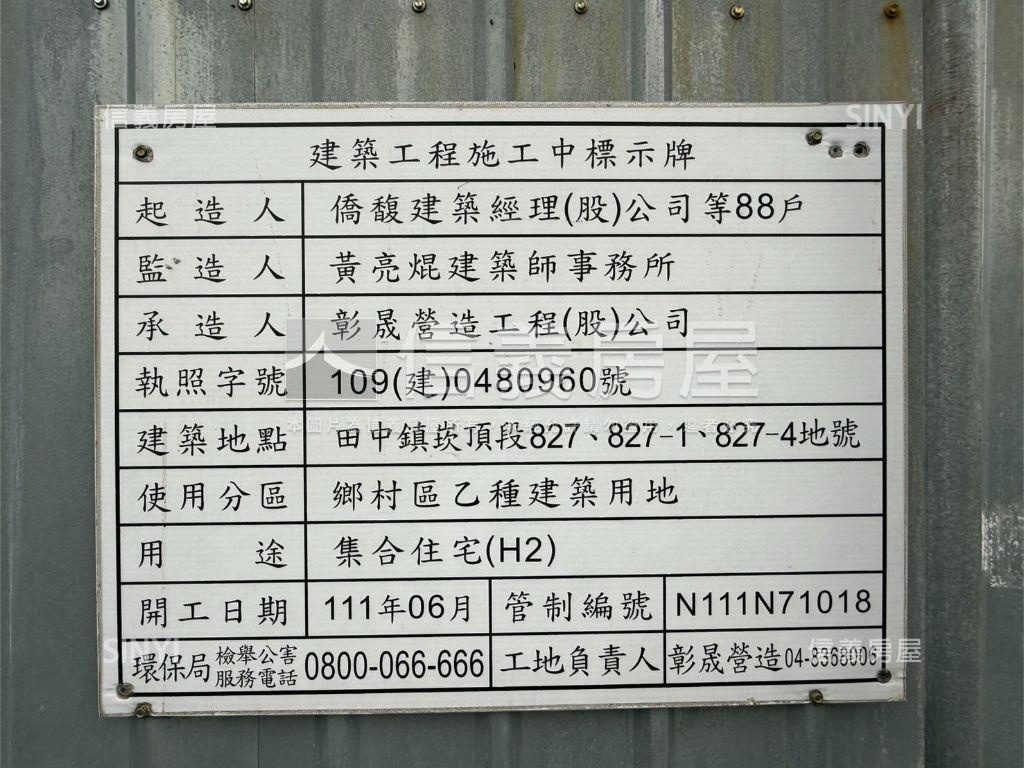 信義房屋
SINYI
建築工程施工中標示牌
起造人 僑馥建築經理(股)公司等88戶
監造人 黃亮焜建築師事務所
承造人 彰晟營造工程(股)公司
信義房屋
執照字號 109(建)0480960號
建築地點 田中鎮崁頂段827、827-1、827-4地號
使用分區 鄉村區乙種建築用地
用途 集合住宅(H2)
開工日期 111年06月 管制編號 N111N71018
SINYI
信義房屋
環保局 檢舉公害服務電話 0800-066-666 工地負責人 彰晟營造04-8368006